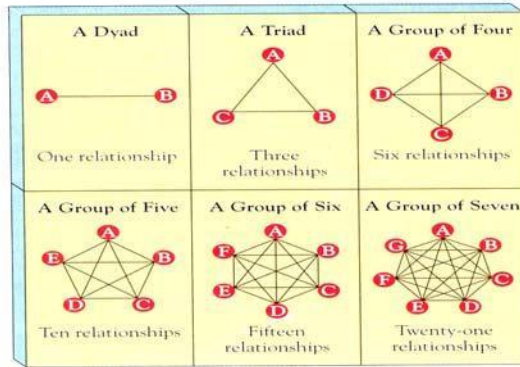 A Dyad
A
B
One relationship
A Triad
A
C
B
Three
relationships
A Group of Four
A
D
B
C
Six relationships
A Group of Five
A
E
B
D
C
Ten relationships
A Group of Six
A
F
B
E
C
D
Fifteen
relationships
A Group of Seven
A
G
B
F
C
E
D
Twenty-one
relationships